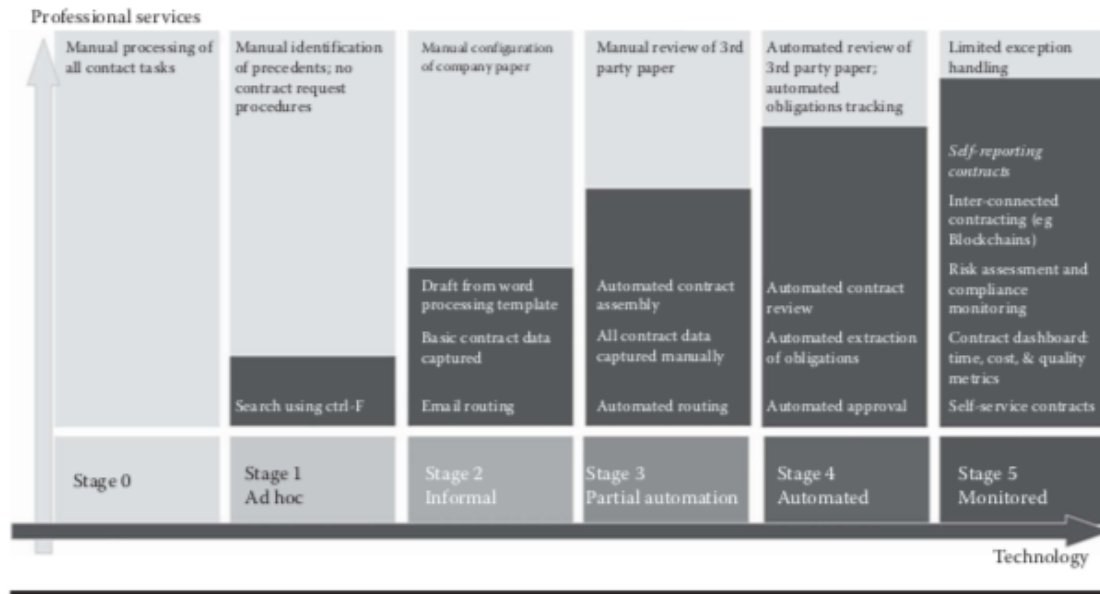 Professional services
Manual processing of
all contact tasks
Manual identification
of precedents; no
contract request
procedures
Search using ctrl-F
Manual configuration
of company paper
Draft from word
processing template
Basic contract data
captured
Email routing
Manual review of 3rd
party paper
Automated contract
assembly
All contract data
captured manually
Automated routing
Automated review of
3rd party paper;
automated
obligations tracking
Automated contract
review
Automated extraction
of obligations
Automated approval
Limited exception
handling
Self-reporting
contracts
Inter-connected
contracting (eg
Blockchains)
Risk assessment and
compliance
monitoring
Contract dashboard:
time, cost, & quality
metrics
Self-service contracts
Stage 0
Stage 1
Ad hoc
Stage 2
Informal
Stage 3
Partial automation
Stage 4
Automated
Stage 5
Monitored
Technology